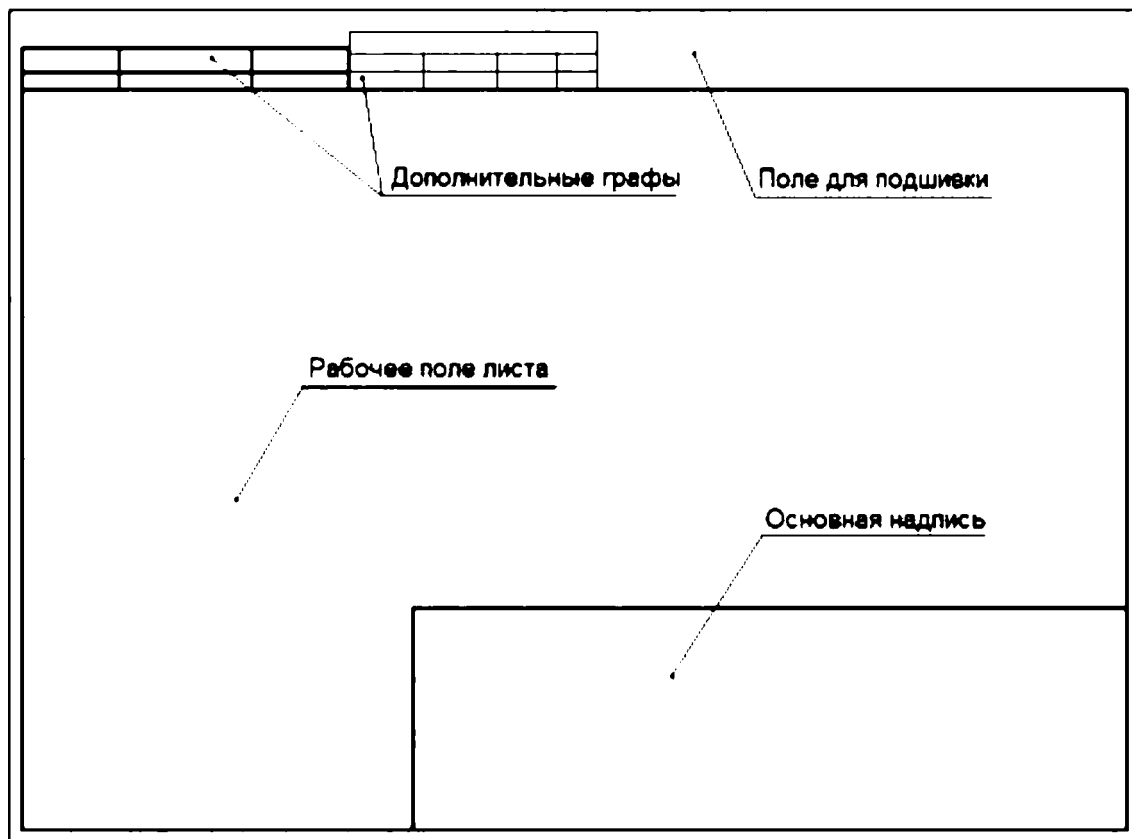 Дополнительные графы
Поле для подшивки
Рабочее поле листа
Основная надпись